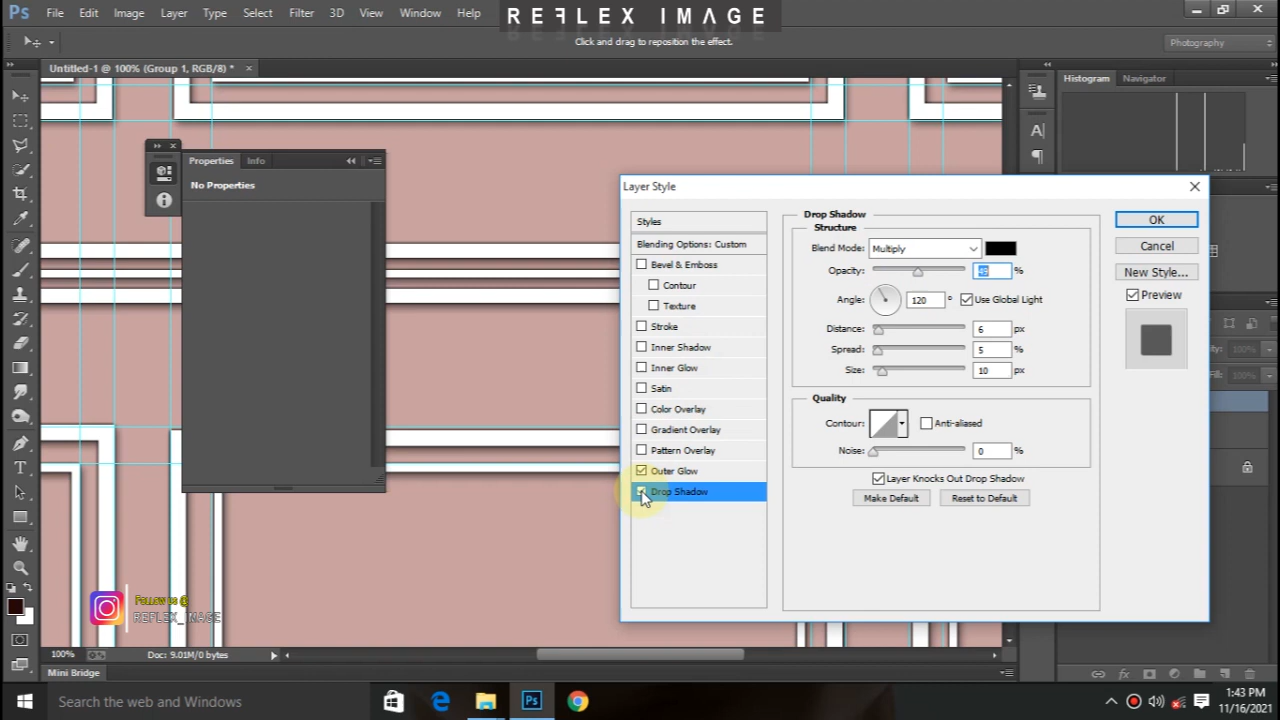 Ps File Edit Image Layer Type Select Filter 3D View Window Help
REFLEX IMAGE
Click and drag to reposition the effect.
Photography
Untitled-1 @ 100% (Group 1, RGB/8) *
Histogram Navigator
Properties Info
No Properties
Layer Style
Styles
Blending Options: Custom
Bevel & Emboss
Contour
Texture
Stroke
Inner Shadow
Inner Glow
Satin
Color Overlay
Gradient Overlay
Pattern Overlay
Outer Glow
Drop Shadow
Drop Shadow
Structure
Blend Mode: Multiply
Opacity: 49 %
Angle: 120 ° Use Global Light
Distance: 6 px
Spread: 5 %
Size: 10 px
Quality
Contour: Anti-aliased
Noise: 0 %
Layer Knocks Out Drop Shadow
Make Default Reset to Default
OK
Cancel
New Style...
Preview
100%
100%
Follow us @
REFLEX_IMAGE
100% Doc: 9.01M/0 bytes
Mini Bridge
Search the web and Windows
Ps
1:43 PM
11/16/2021